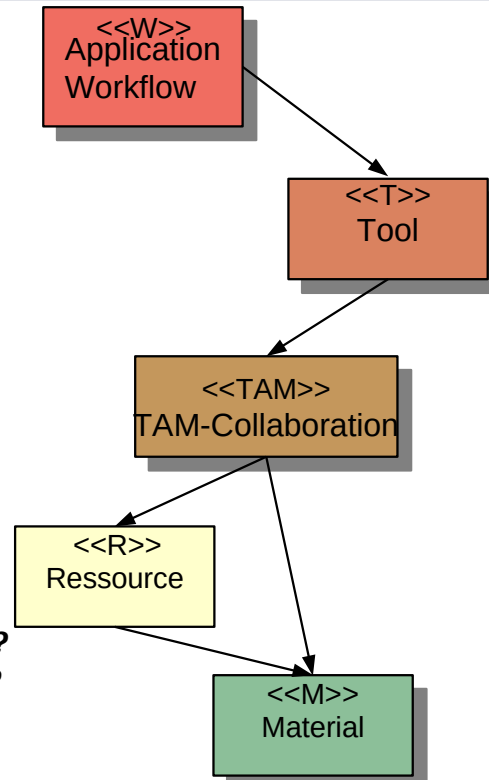 <<W>>
Application
Workflow
<<T>>
Tool
<<TAM>>
TAM-Collaboration
<<R>>
Ressource
?
<<M>>
Material